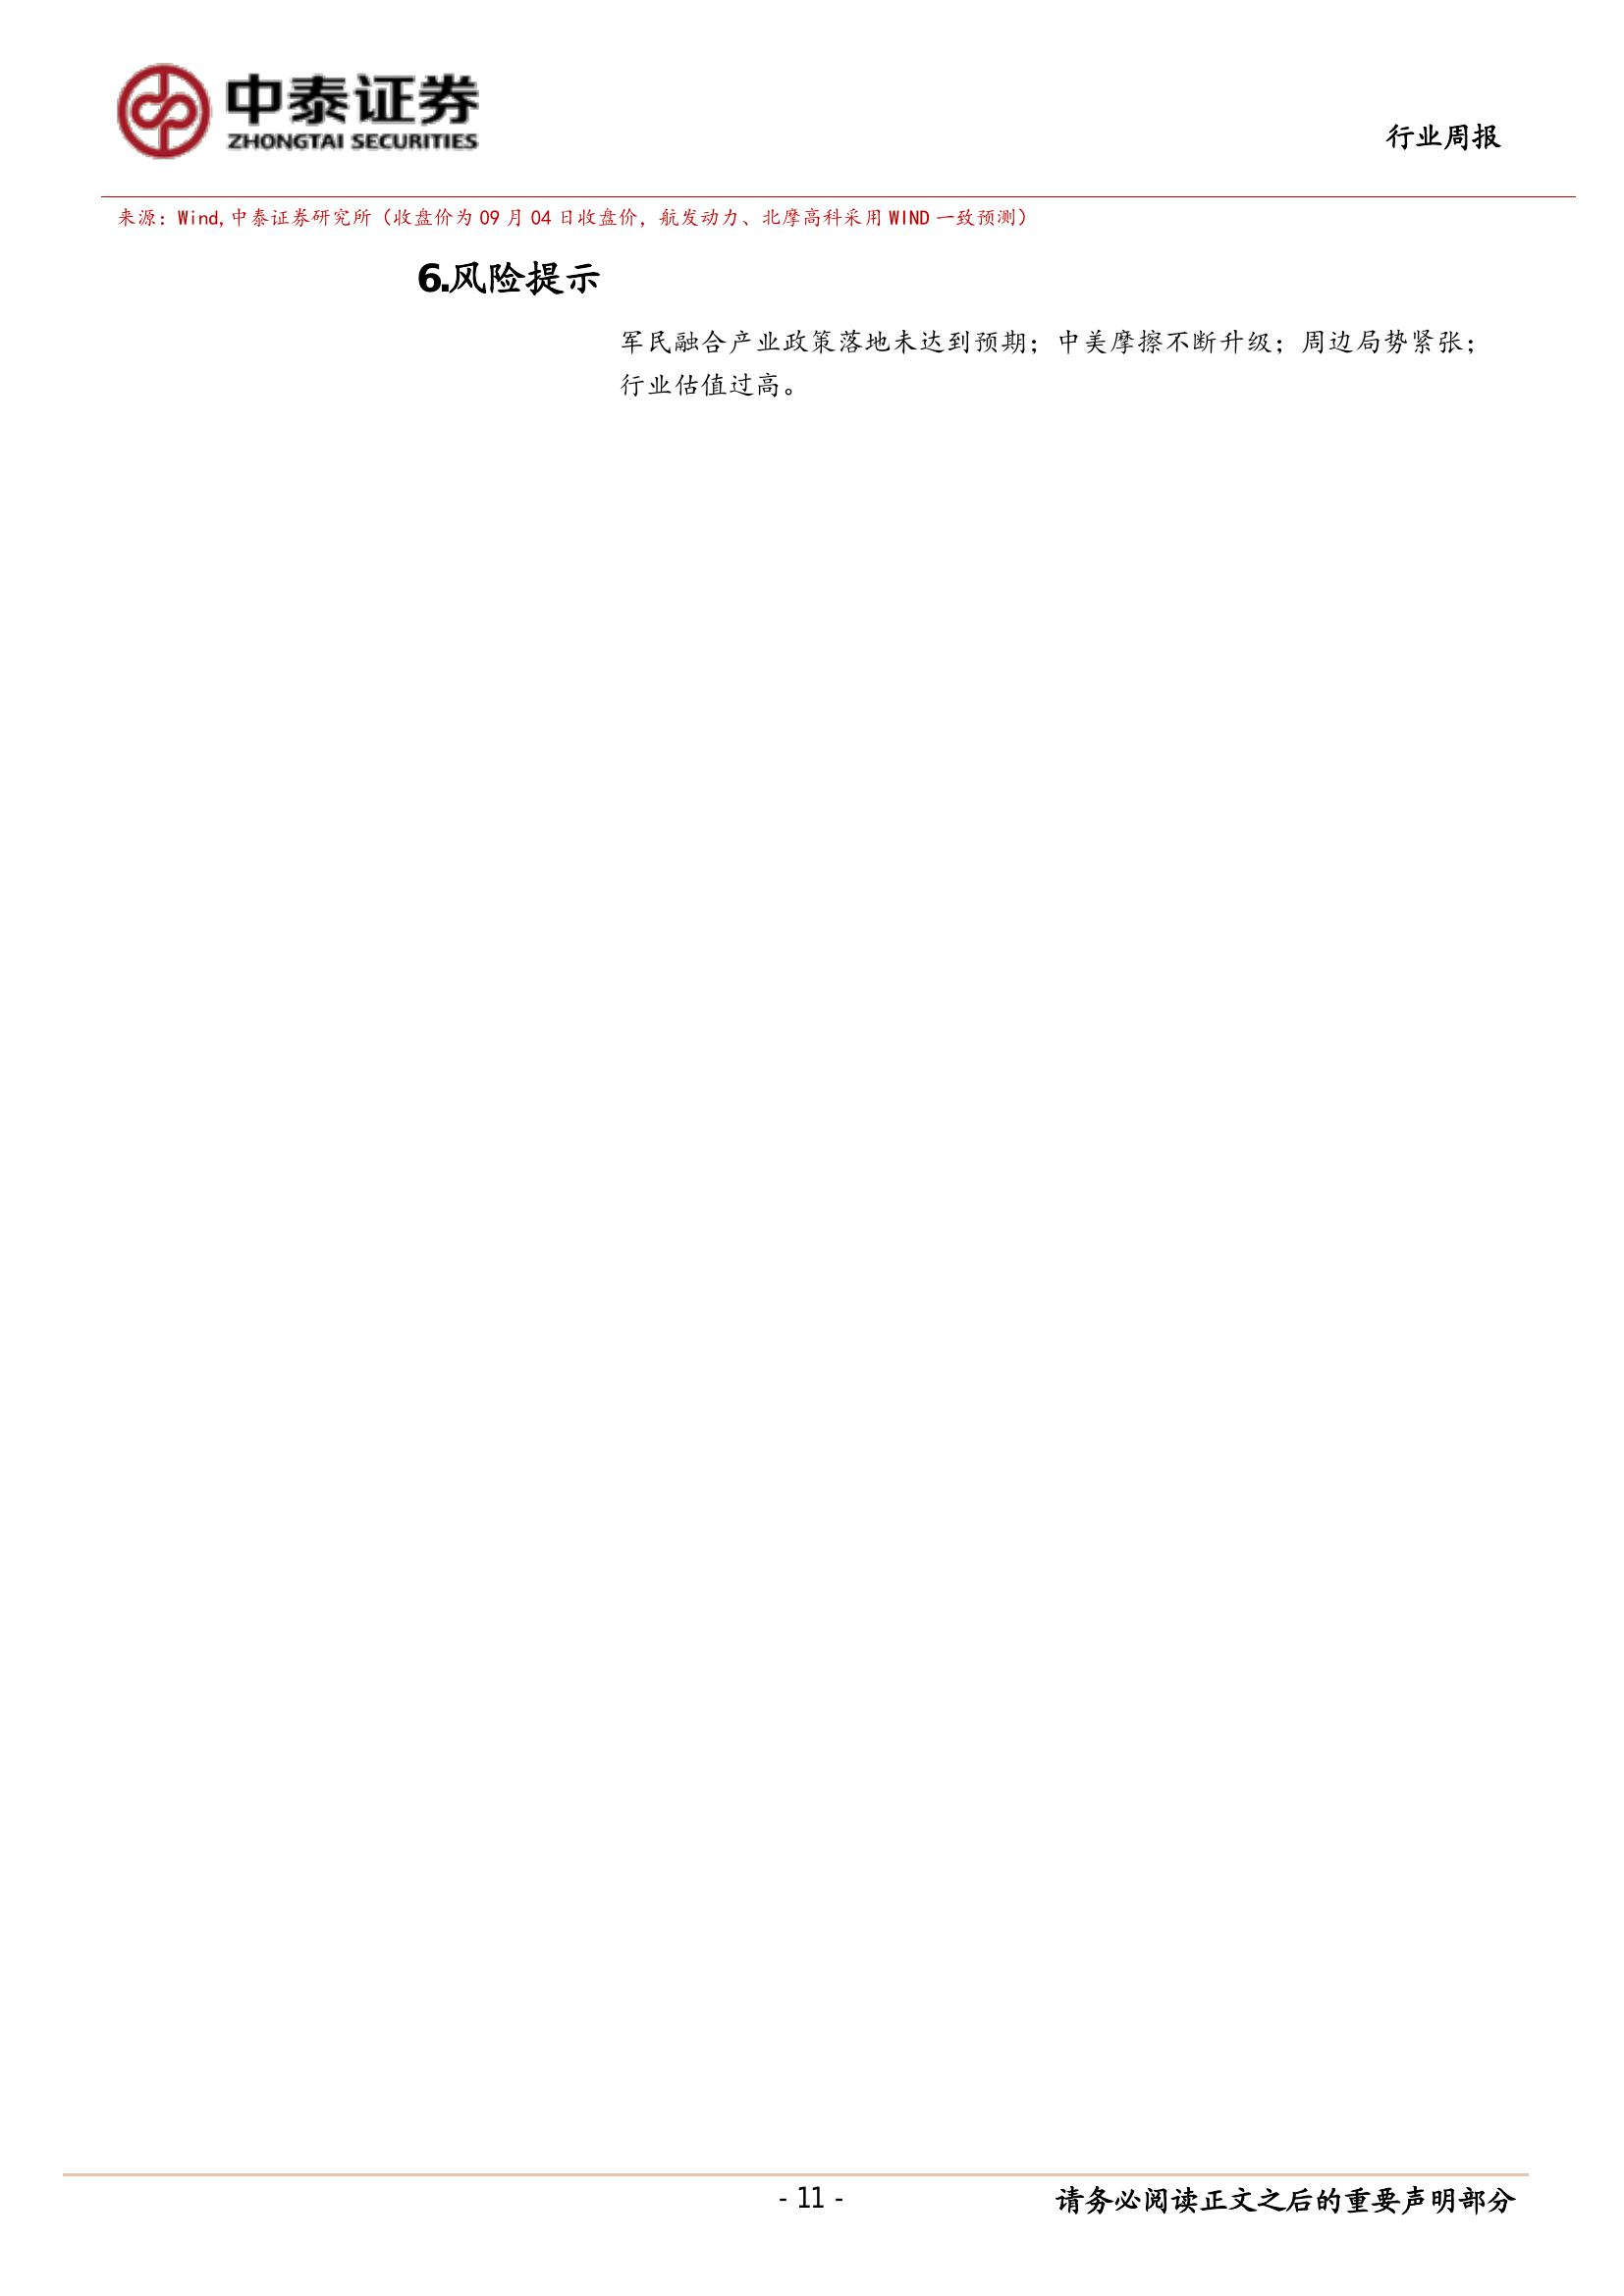 中泰证券
ZHONGTAI SECURITIES
行业周报
来源：Wind,中泰证券研究所（收盘价为 09 月 04 日收盘价，航发动力、北摩高科采用 WIND 一致预测）
6.风险提示
军民融合产业政策落地未达到预期；中美摩擦不断升级；周边局势紧张；
行业估值过高。
- 11 -
请务必阅读正文之后的重要声明部分